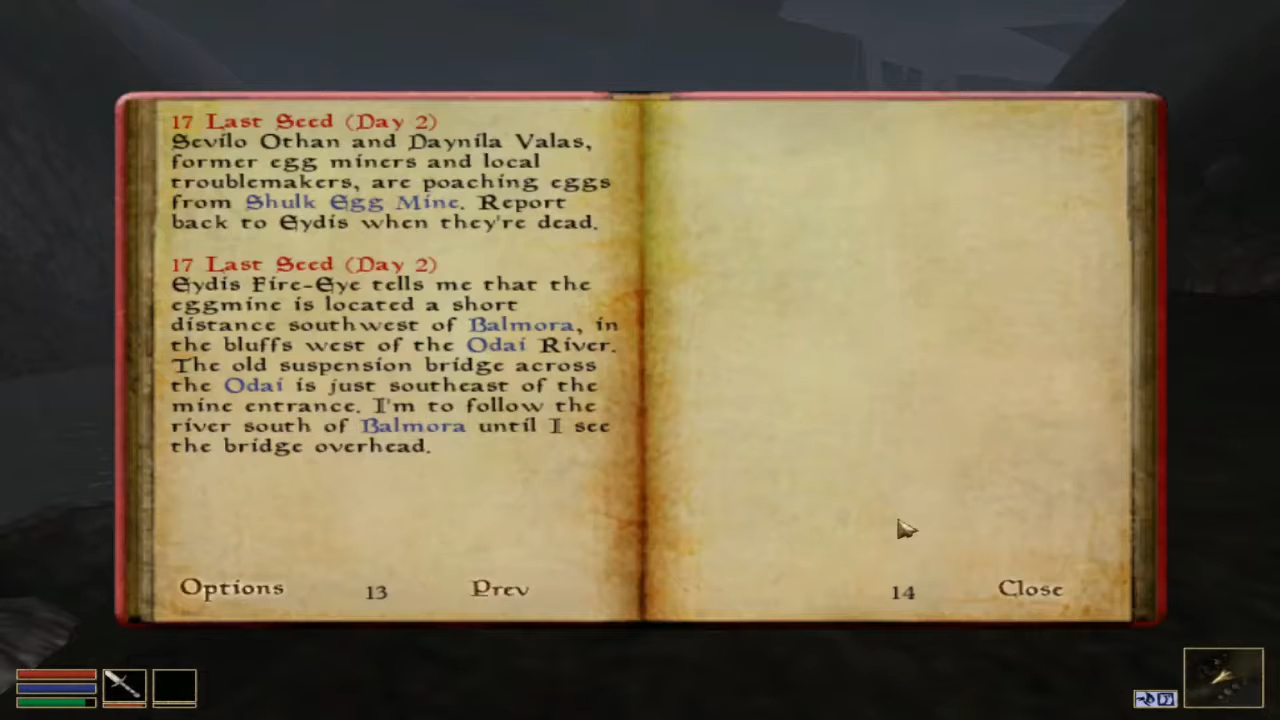 17 Last Seed (Day 2)
Sevilo Othan and Daynila Valas,
former egg miners and local
troublemakers, are poaching eggs
from Shulk Egg Mine. Report
back to Eydis when they're dead.
17 Last Seed (Day 2)
Eydis Fire-Eye tells me that the
eggmine is located a short
distance southwest of Balmora, in
the bluffs west of the Odai River.
The old suspension bridge across
the Odai is just southeast of the
mine entrance. I'm to follow the
river south of Balmora until I see
the bridge overhead.
Options 13 Prev 14 Close